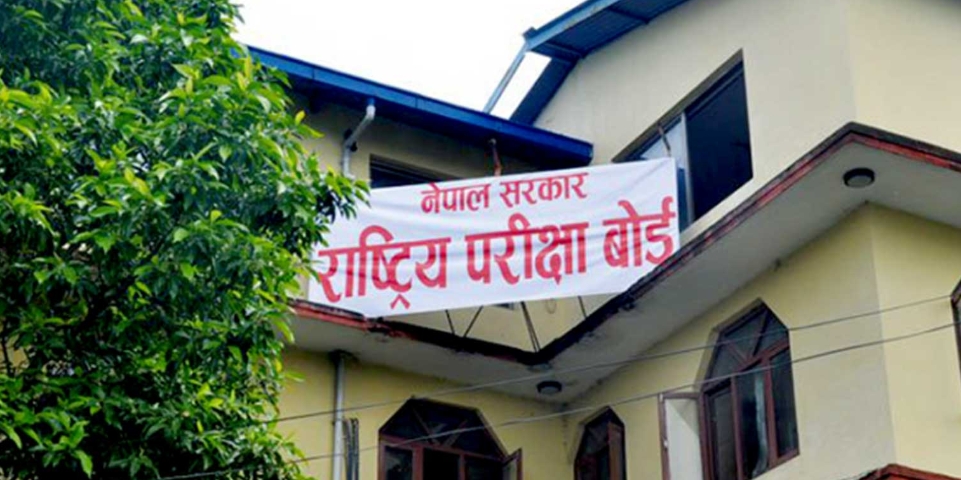 नेपाल सरकार
राष्ट्रिय परीक्षा बोर्ड